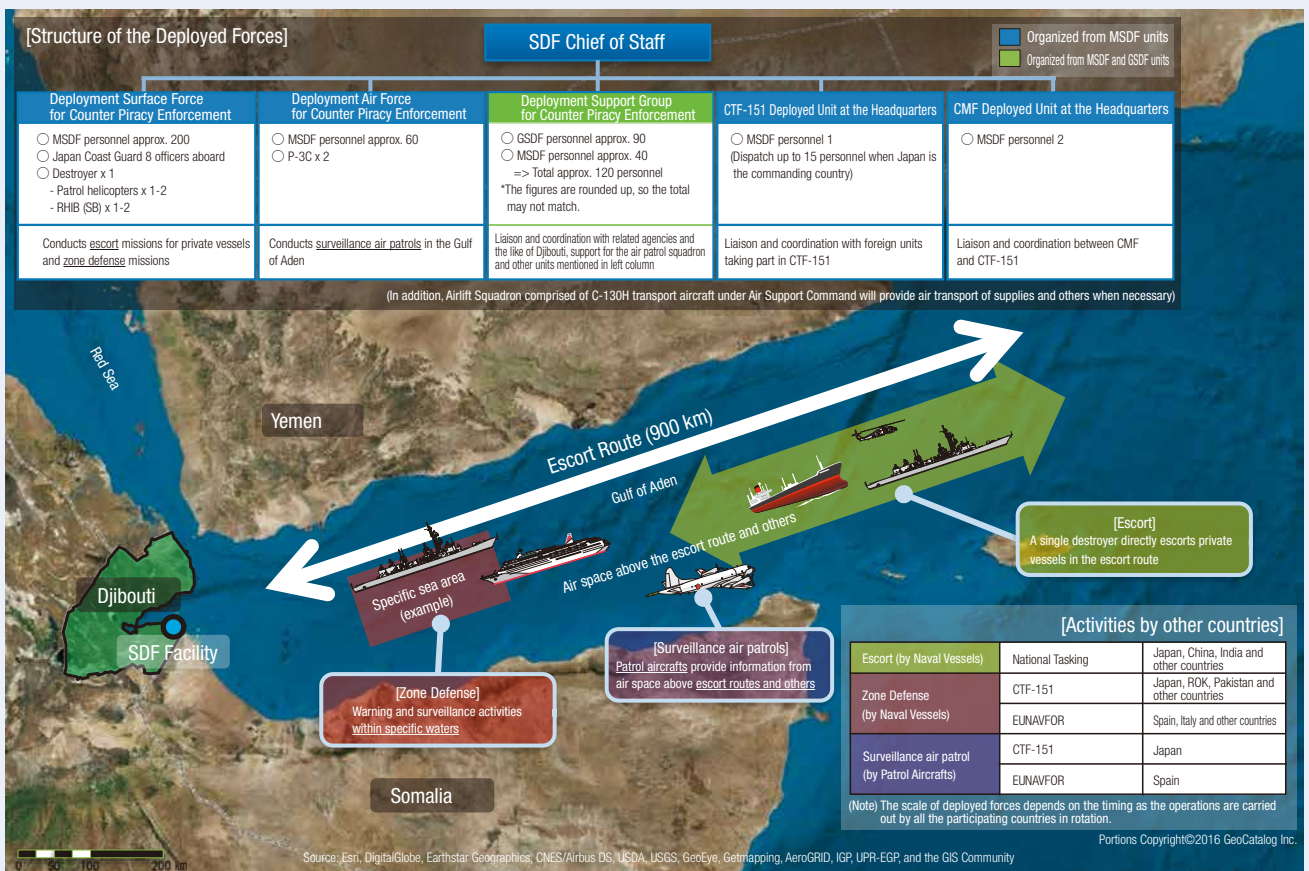 [Structure of the Deployed Forces]
SDF Chief of Staff
Organized from MSDF units
Organized from MSDF and GSDF units
Deployment Surface Force
for Counter Piracy Enforcement
○ MSDF personnel approx. 200
○ Japan Coast Guard 8 officers aboard
○ Destroyer x 1
- Patrol helicopters x 1-2
- RHIB (SB) x 1-2
Conducts escort missions for private vessels
and zone defense missions
Deployment Air Force
for Counter Piracy Enforcement
○ MSDF personnel approx. 60
○ P-3C x 2
Conducts surveillance air patrols in the Gulf
of Aden
Deployment Support Group
for Counter Piracy Enforcement
○ GSDF personnel approx. 90
○ MSDF personnel approx. 40
=> Total approx. 120 personnel
*The figures are rounded up, so the total
may not match.
Liaison and coordination with related agencies and
the like of Djibouti, support for the air patrol squadron
and other units mentioned in left column
CTF-151 Deployed Unit at the Headquarters
○ MSDF personnel 1
(Dispatch up to 15 personnel when Japan is
the commanding country)
Liaison and coordination with foreign units
taking part in CTF-151
CMF Deployed Unit at the Headquarters
○ MSDF personnel 2
Liaison and coordination between CMF
and CTF-151
(In addition, Airlift Squadron comprised of C-130H transport aircraft under Air Support Command will provide air transport of supplies and others when necessary)
Red Sea
Yemen
Escort Route (900 km)
Gulf of Aden
Air space above the escort route and others
Specific sea area
(example)
Djibouti
SDF Facility
Somalia
[Escort]
A single destroyer directly escorts private
vessels in the escort route
[Surveillance air patrols]
Patrol aircrafts provide information from
air space above escort routes and others
[Zone Defense]
Warning and surveillance activities
within specific waters
[Activities by other countries]
Escort (by Naval Vessels)
National Tasking
Japan, China, India and
other countries
Zone Defense
(by Naval Vessels)
CTF-151
Japan, ROK, Pakistan and
other countries
EUNAVFOR
Spain, Italy and other countries
Surveillance air patrol
(by Patrol Aircrafts)
CTF-151
Japan
EUNAVFOR
Spain
(Note) The scale of deployed forces depends on the timing as the operations are carried
out by all the participating countries in rotation.
Portions Copyright©2016 GeoCatalog Inc.
0 50 100 200 km
Source: Esri, DigitalGlobe, Earthstar Geographics, CNES/Airbus DS, USDA, USGS, GeoEye, Getmapping, AeroGRID, IGP, UPR-EGP, and the GIS Community